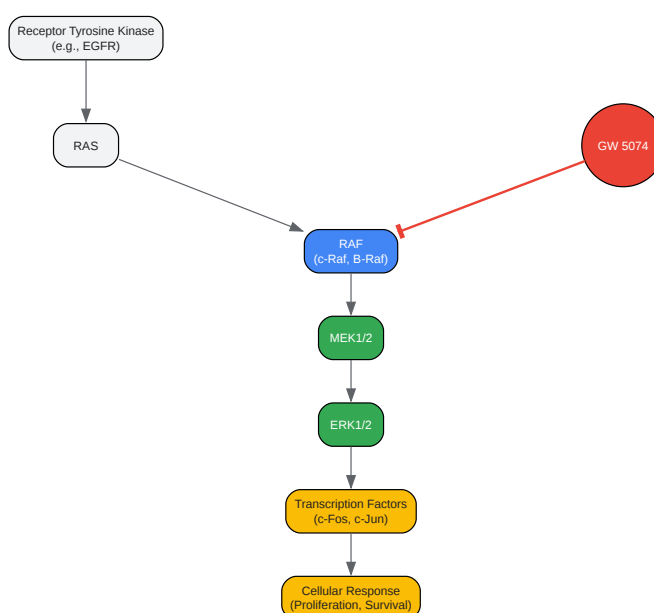 Receptor Tyrosine Kinase
(e.g., EGFR)
RAS
GW 5074
RAF
(c-Raf, B-Raf)
MEK1/2
ERK1/2
Transcription Factors
(c-Fos, c-Jun)
Cellular Response
(Proliferation, Survival)